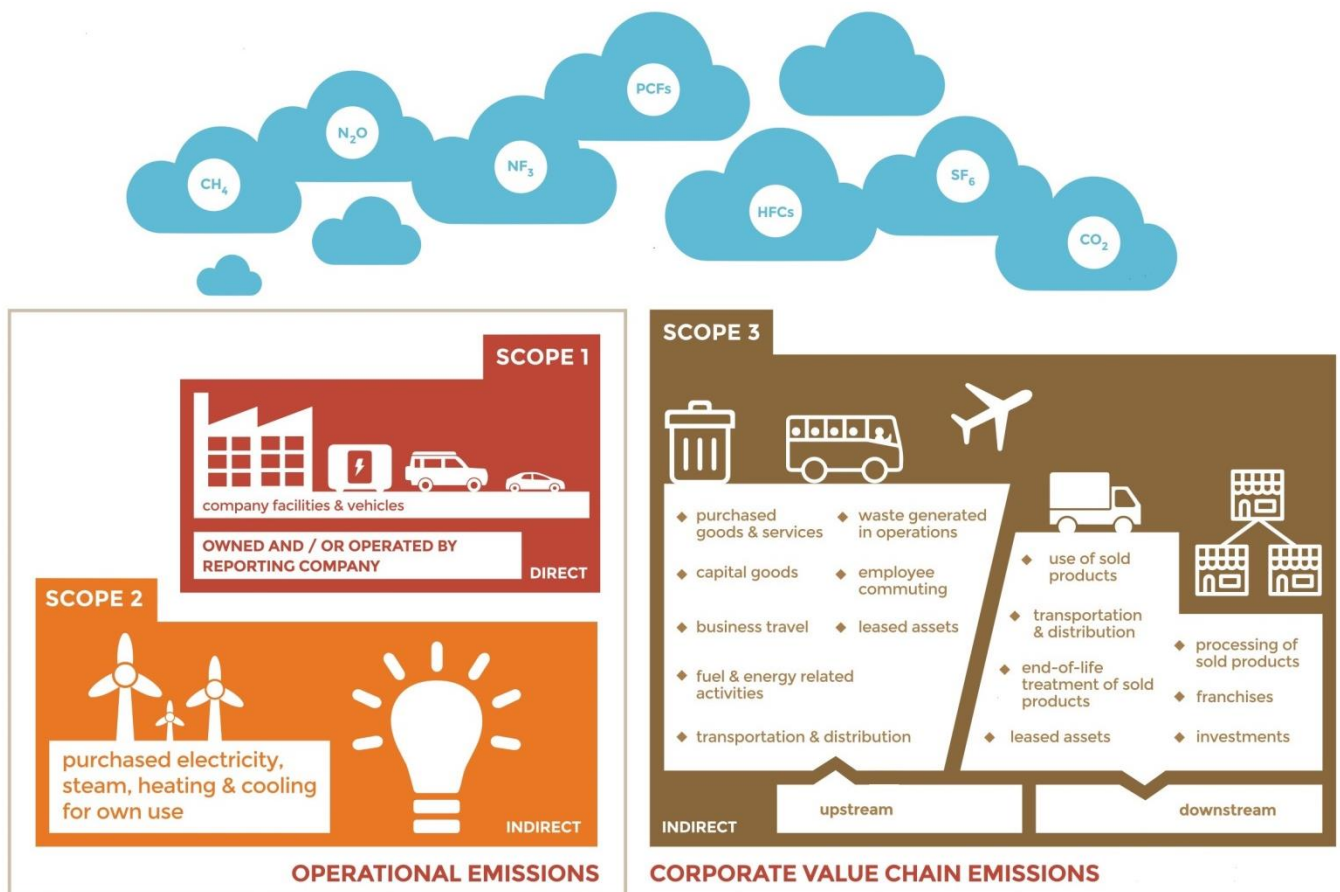 PCFs
N₂O
NF₃
CH₄
SF₆
HFCs
CO₂
SCOPE 1
company facilities & vehicles
OWNED AND / OR OPERATED BY
REPORTING COMPANY
DIRECT
SCOPE 2
purchased electricity,
steam, heating & cooling
for own use
INDIRECT
OPERATIONAL EMISSIONS
SCOPE 3
purchased
goods & services
capital goods
business travel
fuel & energy related
activities
transportation & distribution
waste generated
in operations
employee
commuting
leased assets
upstream
use of sold
products
transportation
& distribution
end-of-life
treatment of sold
products
leased assets
processing of
sold products
franchises
investments
downstream
INDIRECT
CORPORATE VALUE CHAIN EMISSIONS